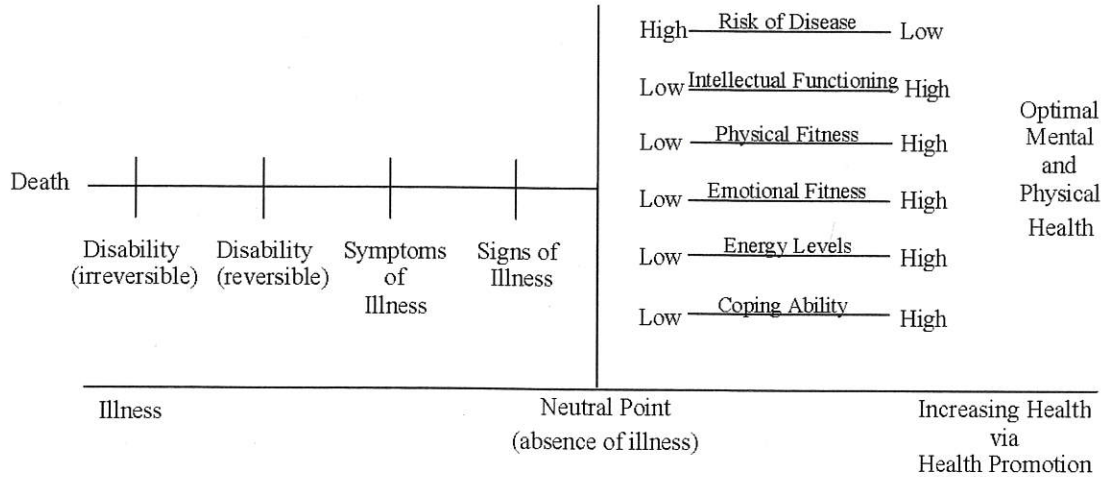 High Risk of Disease Low
Low Intellectual Functioning High
Low Physical Fitness High
Low Emotional Fitness High
Low Energy Levels High
Low Coping Ability High
Optimal
Mental
and
Physical
Health
Death
Disability
(irreversible)
Disability
(reversible)
Symptoms
of
Illness
Signs of
Illness
Illness
Neutral Point
(absence of illness)
Increasing Health
via
Health Promotion